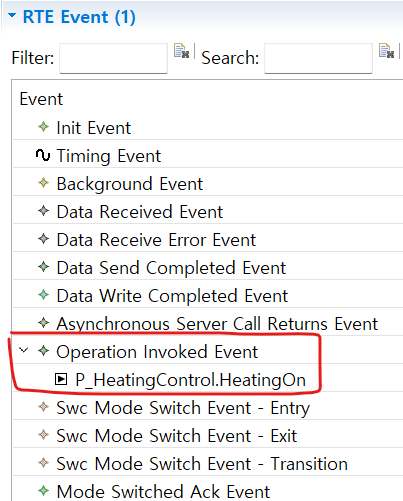 RTE Event (1)
Filter: Search:
Event
Init Event
Timing Event
Background Event
Data Received Event
Data Receive Error Event
Data Send Completed Event
Data Write Completed Event
Asynchronous Server Call Returns Event
Operation Invoked Event
P_HeatingControl.HeatingOn
Swc Mode Switch Event - Entry
Swc Mode Switch Event - Exit
Swc Mode Switch Event - Transition
Mode Switched Ack Event